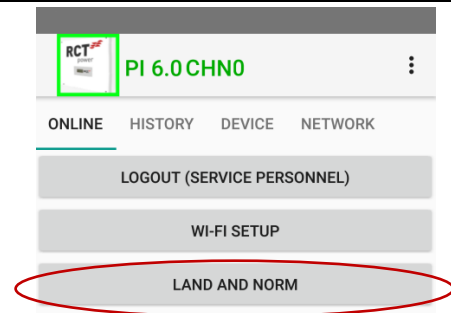 RCT
power
PI 6.0 CHN0
ONLINE HISTORY DEVICE NETWORK
LOGOUT (SERVICE PERSONNEL)
WI-FI SETUP
LAND AND NORM